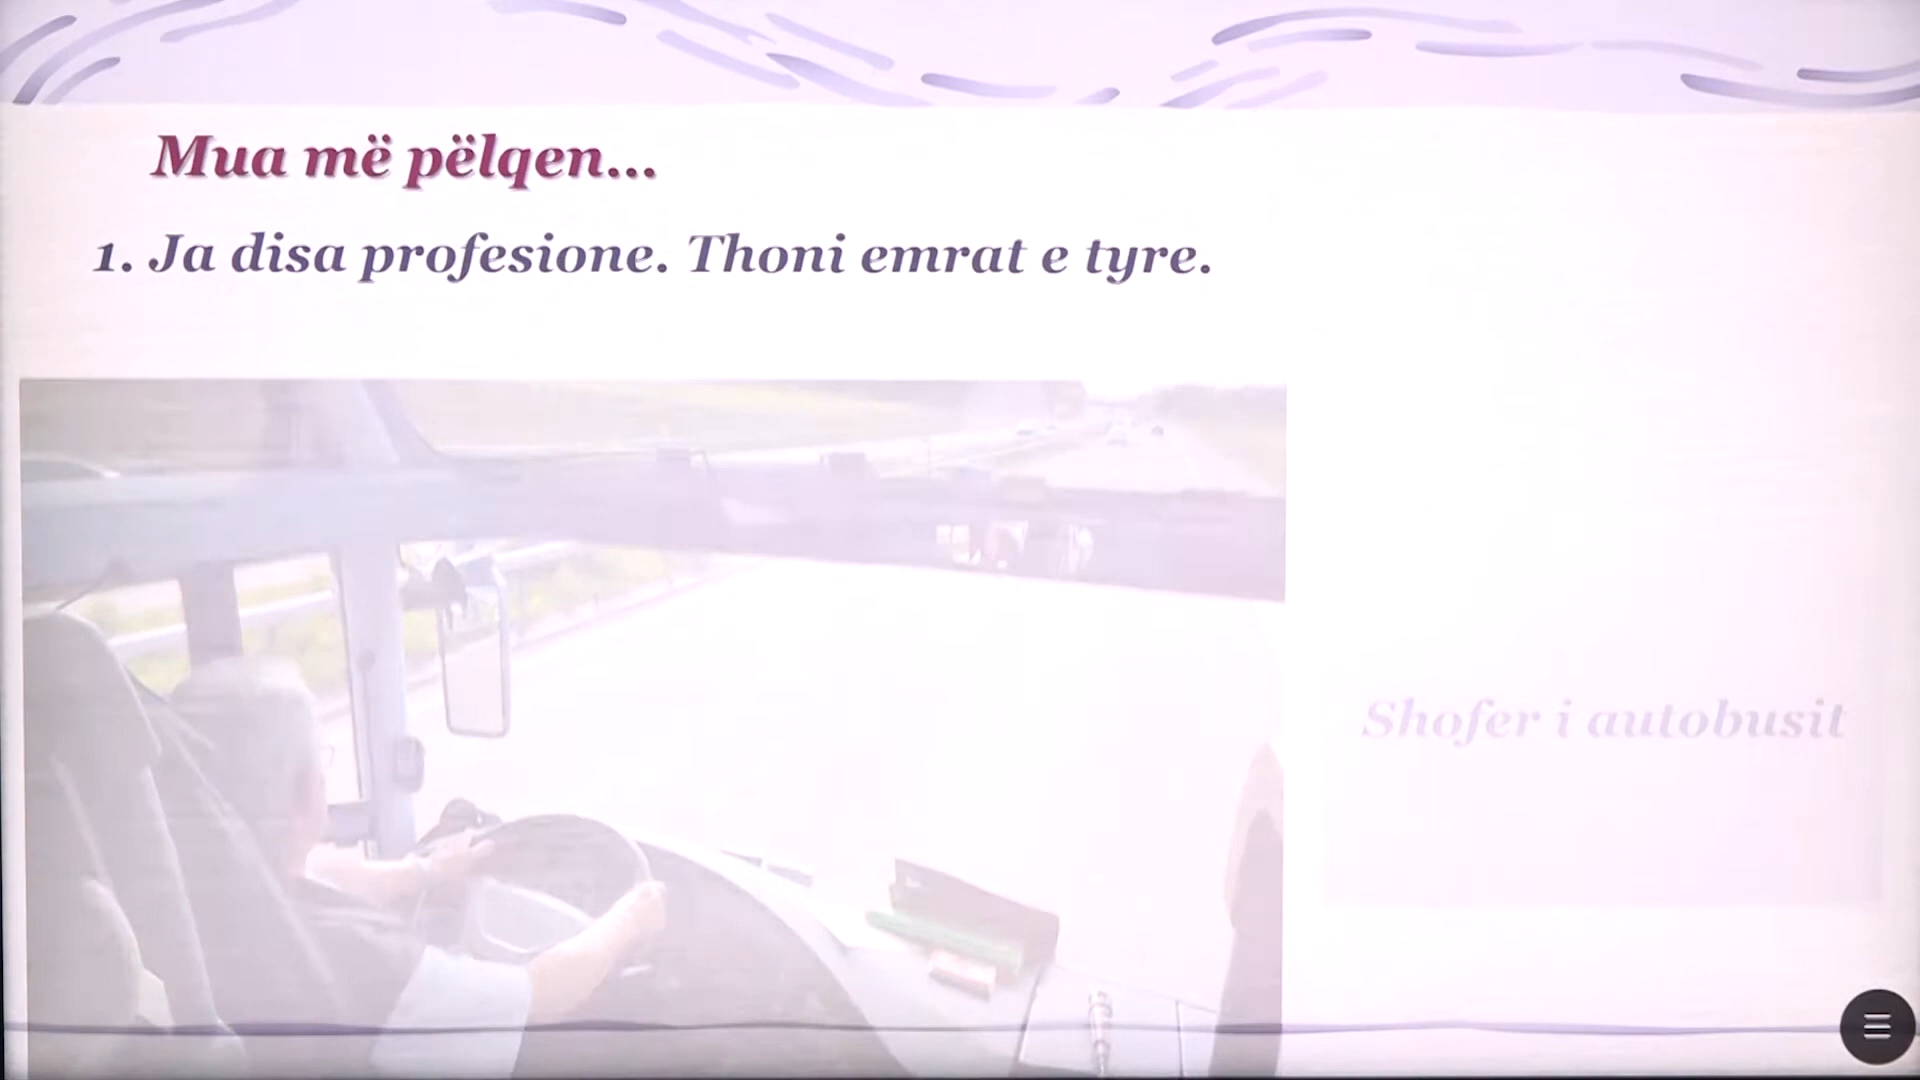 Mua më pëlqen...
1. Ja disa profesione. Thoni emrat e tyre.
Shofer i autobusit